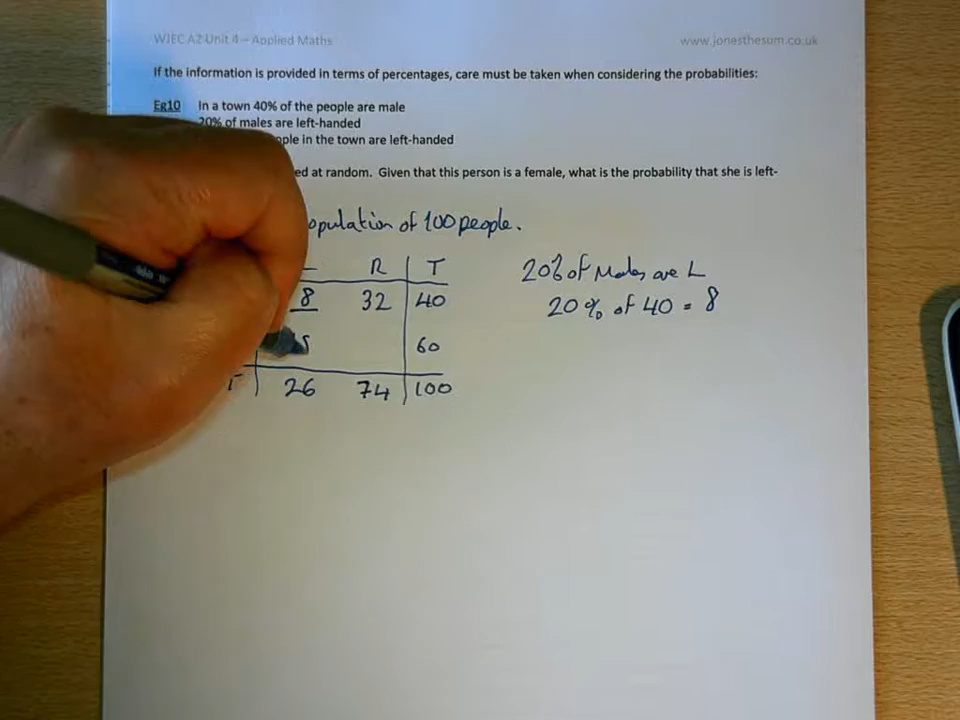 WJEC A2 Unit 4 – Applied Maths www.jonesthesum.co.uk
If the information is provided in terms of percentages, care must be taken when considering the probabilities:
Eg10 In a town 40% of the people are male
20% of males are left-handed
ople in the town are left-handed
ed at random. Given that this person is a female, what is the probability that she is left-
opulation of 100 people.
R T 20% of Males are L
8 32 40 20% of 40 = 8
60
T 26 74 100